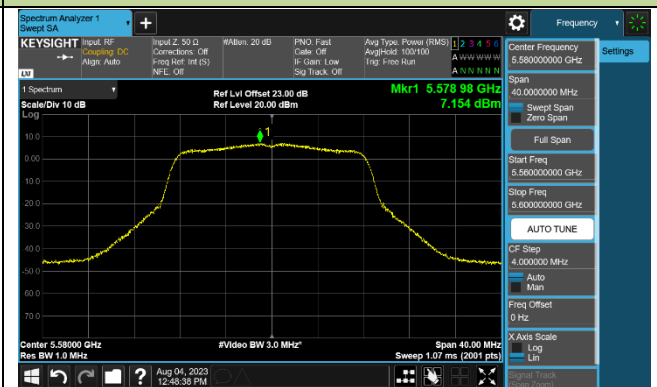 Spectrum Analyzer 1
Swept SA
Frequency
KEYSIGHT
Input: RF
Coupling: DC
Align: Auto
Input Z: 50 Ω
Corrections: Off
Freq Ref: Int (S)
NFE: Off
#Atten: 20 dB
PNO: Fast
Gate: Off
IF Gain: Low
Sig Track: Off
Avg Type: Power (RMS)
Avg|Hold: 100/100
Trig: Free Run
1 2 3 4 5 6
A W W W W W
A N N N N N
LXI
1 Spectrum
Scale/Div 10 dB
Log
Ref Lvl Offset 23.00 dB
Ref Level 20.00 dBm
Mkr1 5.578 98 GHz
7.154 dBm
1
10.0
0.00
10.0
20.0
30.0
40.0
50.0
60.0
70.0
Center 5.58000 GHz
Res BW 1.0 MHz
#Video BW 3.0 MHz*
Span 40.00 MHz
Sweep 1.07 ms (2001 pts)
Center Frequency
5.580000000 GHz
Settings
Span
40.0000000 MHz
Swept Span
Zero Span
Full Span
Start Freq
5.560000000 GHz
Stop Freq
5.600000000 GHz
AUTO TUNE
CF Step
4.000000 MHz
Auto
Man
Freq Offset
0 Hz
X Axis Scale
Log
Lin
Signal Track
(Span Zoom)
Aug 04, 2023
12:48:38 PM